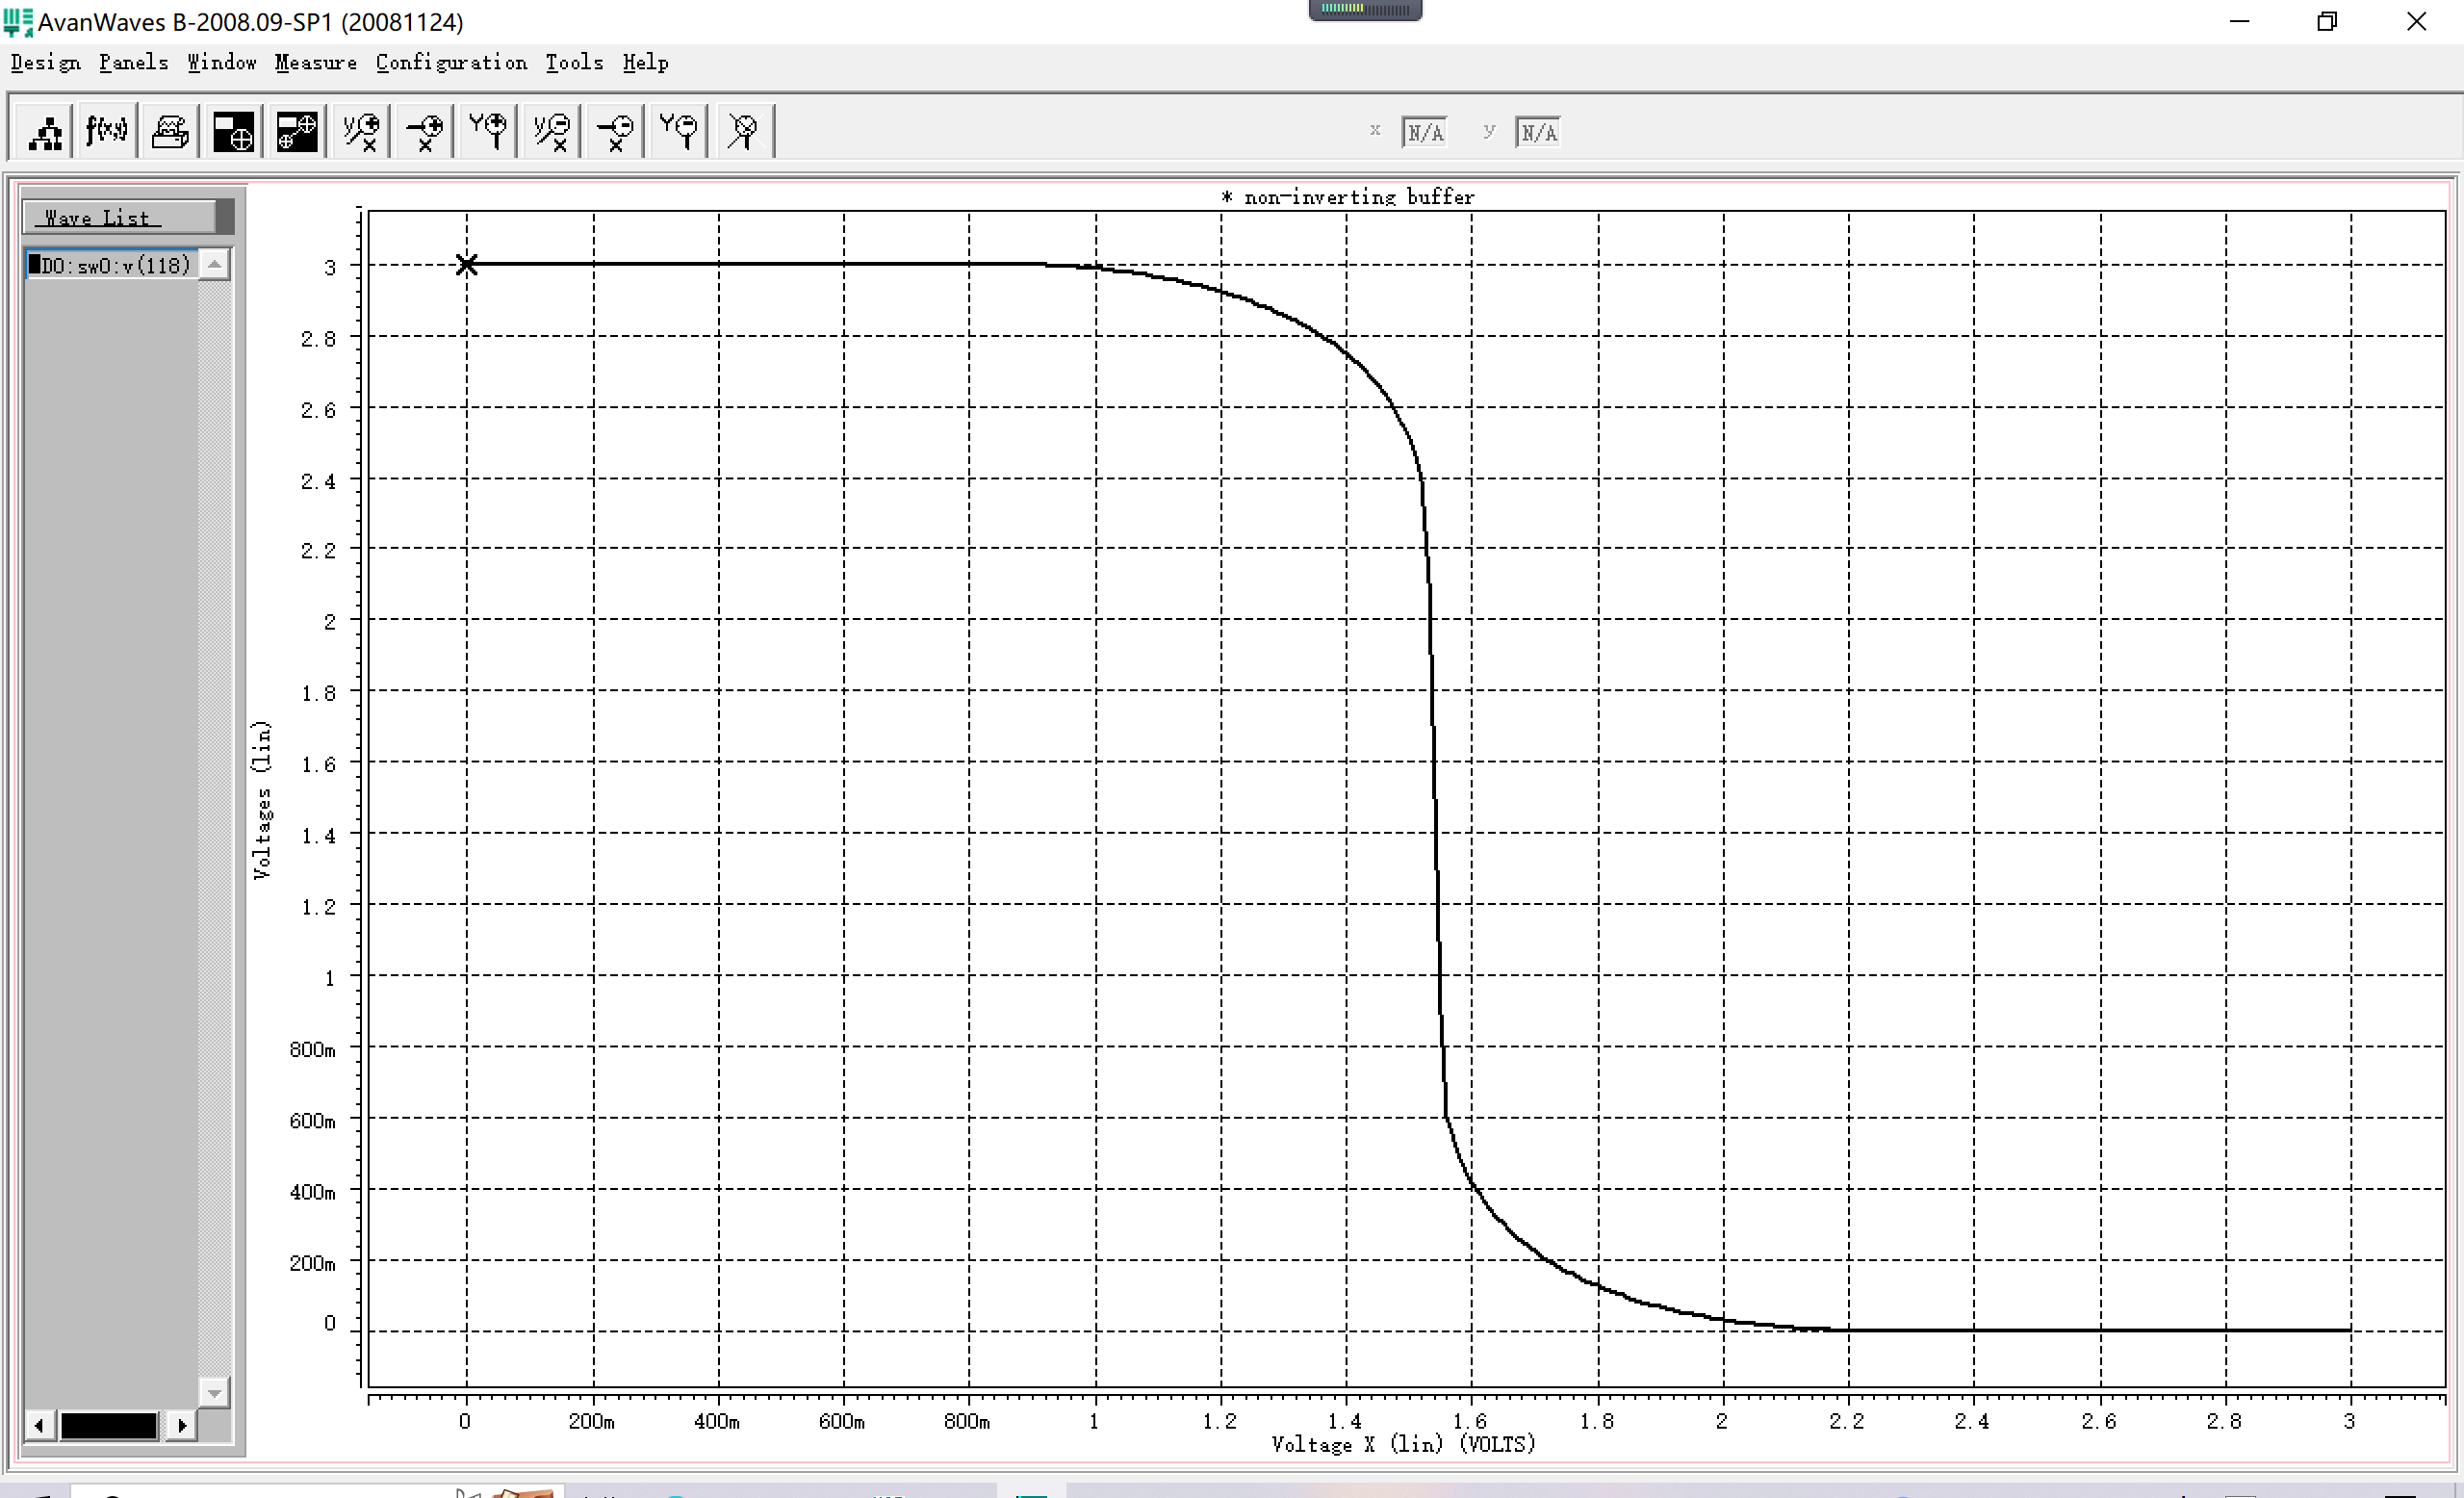 AvanWaves B-2008.09-SP1 (20081124)
Design Panels Window Measure Configuration Tools Help
f(x,y)
x N/A y N/A
* non-inverting buffer
Wave List
D0:sw0:v(118)
Voltages (lin)
3
2.8
2.6
2.4
2.2
2
1.8
1.6
1.4
1.2
1
800m
600m
400m
200m
0
0 200m 400m 600m 800m 1 1.2 1.4 1.6 1.8 2 2.2 2.4 2.6 2.8 3
Voltage X (lin) (VOLTS)